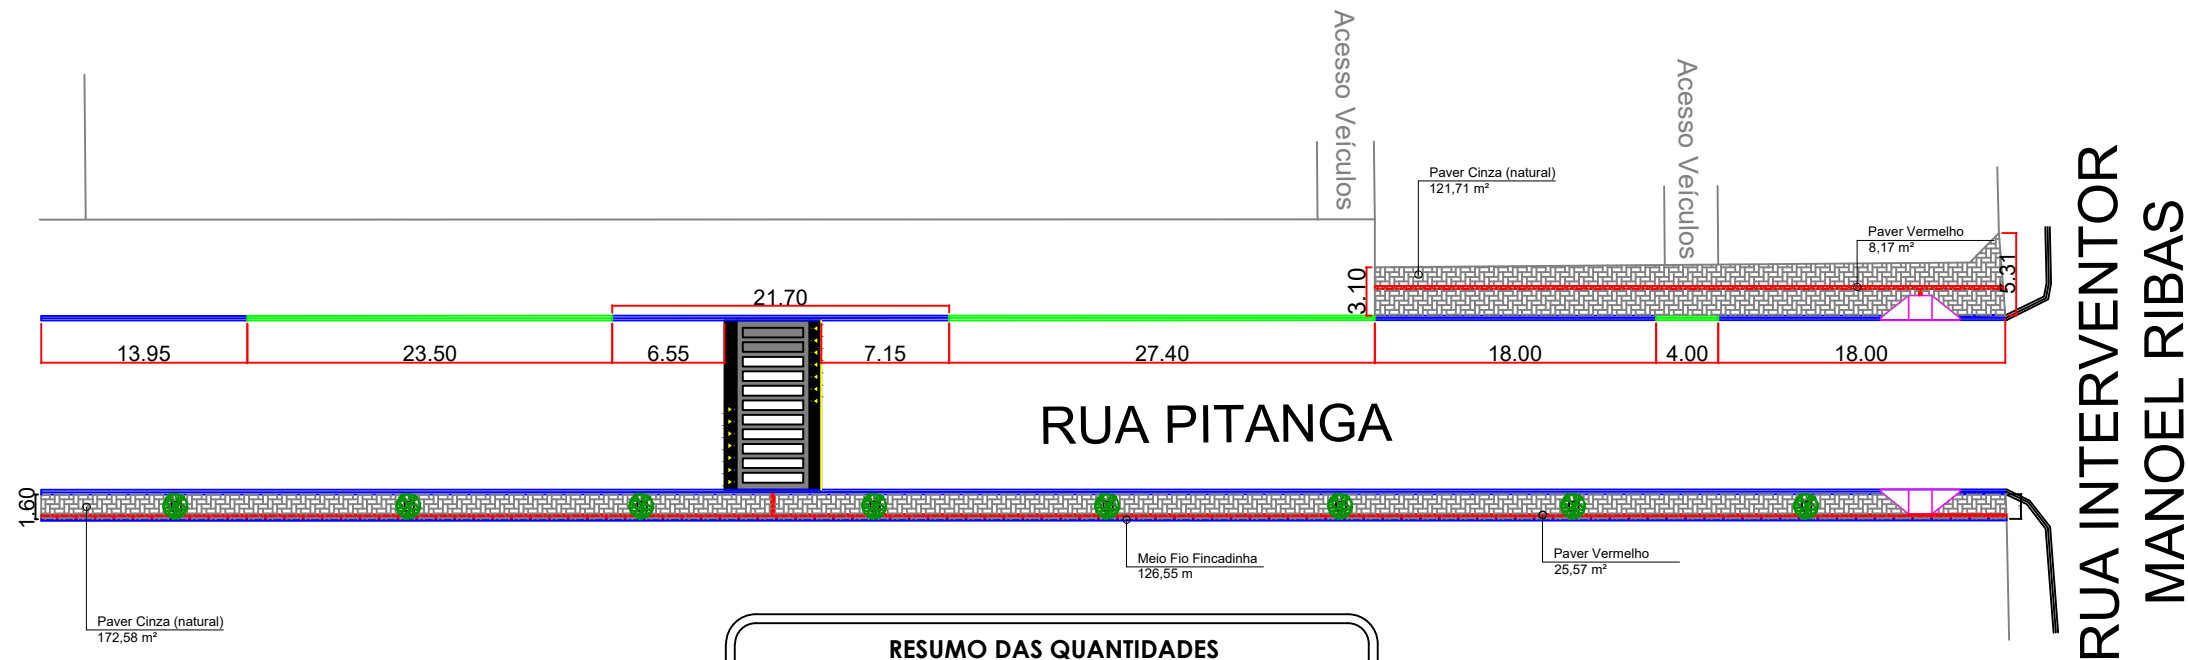 Acesso Veículos
Acesso Veículos
Paver Cinza (natural)
121,71 m²
Paver Vermelho
8,17 m²
3.10
5.31
21.70
13.95
23.50
6.55
7.15
27.40
18.00
4.00
18.00
RUA PITANGA
RUA INTERVENTOR
MANOEL RIBAS
1.60
Meio Fio Fincadinha
126,55 m
Paver Vermelho
25,57 m²
Paver Cinza (natural)
172,58 m²
RESUMO DAS QUANTIDADES